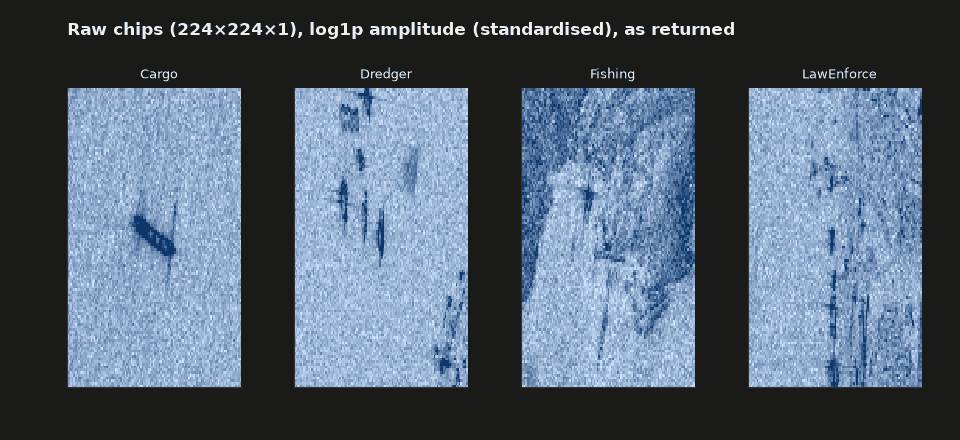 Raw chips (224×224×1), log1p amplitude (standardised), as returned
Cargo
Dredger
Fishing
LawEnforce